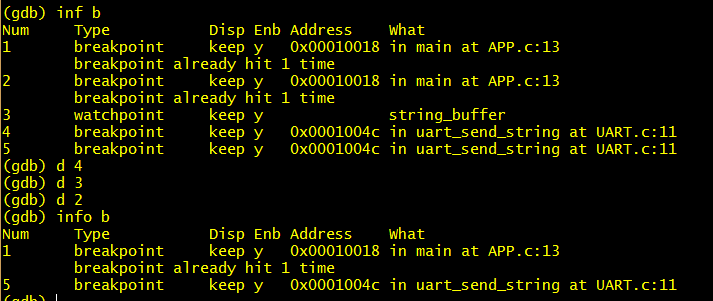 (gdb) inf b
Num     Type           Disp Enb Address    What
1       breakpoint     keep y   0x00010018 in main at APP.c:13
        breakpoint already hit 1 time
2       breakpoint     keep y   0x00010018 in main at APP.c:13
        breakpoint already hit 1 time
3       watchpoint     keep y              string_buffer
4       breakpoint     keep y   0x0001004c in uart_send_string at UART.c:11
5       breakpoint     keep y   0x0001004c in uart_send_string at UART.c:11
(gdb) d 4
(gdb) d 3
(gdb) d 2
(gdb) info b
Num     Type           Disp Enb Address    What
1       breakpoint     keep y   0x00010018 in main at APP.c:13
        breakpoint already hit 1 time
5       breakpoint     keep y   0x0001004c in uart_send_string at UART.c:11
(gdb)